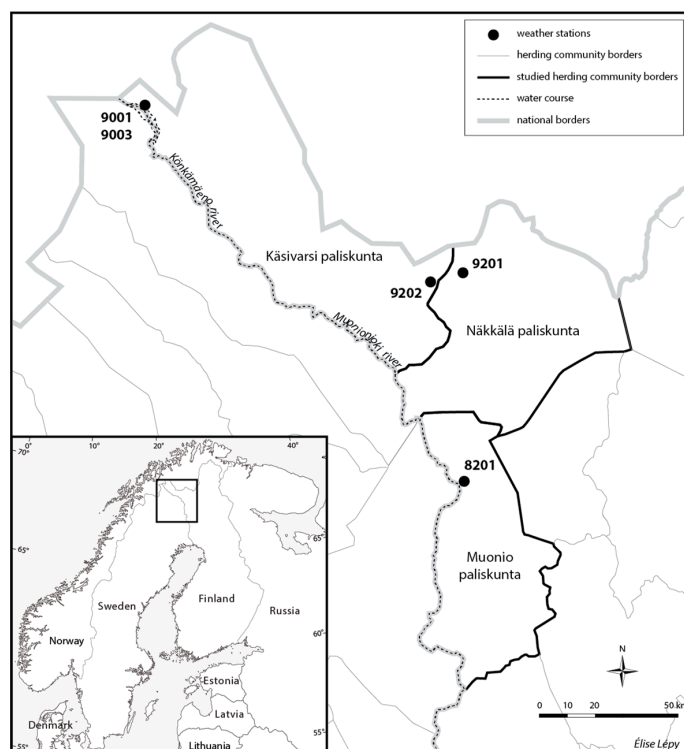 weather stations
herding community borders
studied herding community borders
water course
national borders
9001
9003
Könkämäeno river
Käsivarsi paliskunta
9201
9202
Näkkälä paliskunta
Muonionjoki river
8201
Muonio
paliskunta
0° 10° 20° 40°
70°
65° 65°
Sweden Finland
Russia
Norway
60°
Estonia
Latvia
Denmark
Lithuania
55° 55°
N
0 10 20 50 km
Élise Lépy